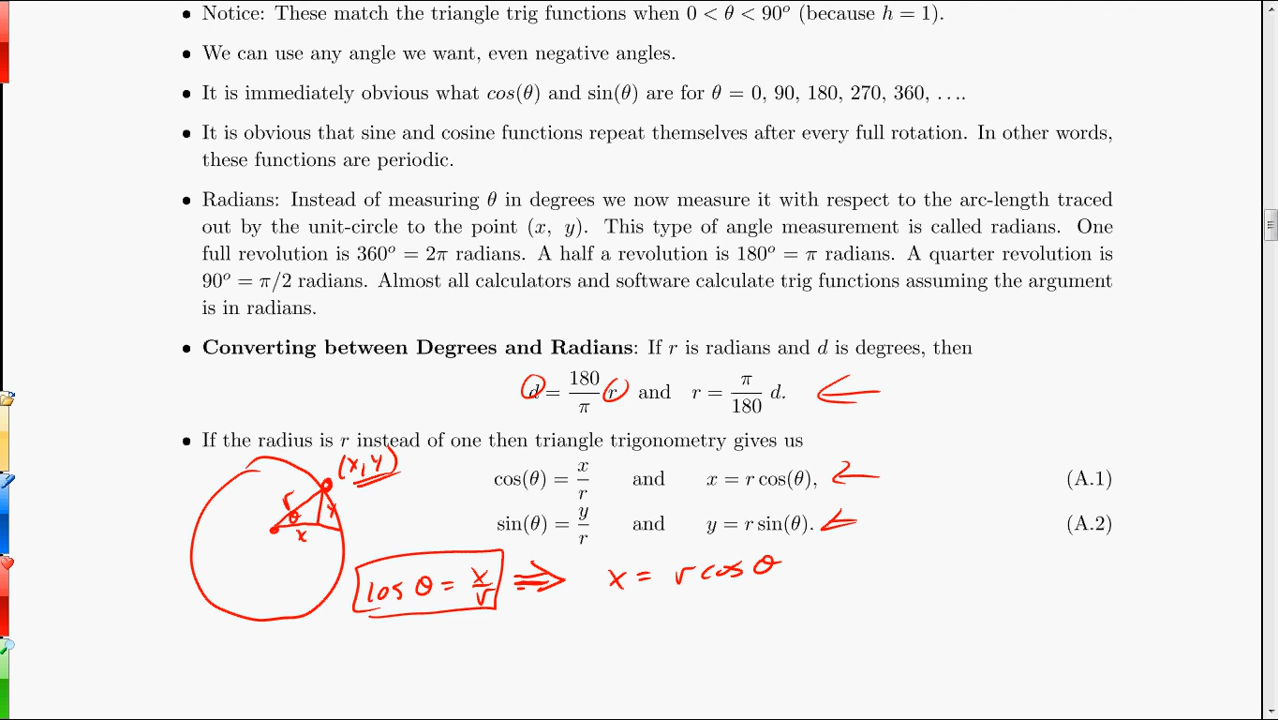 • Notice: These match the triangle trig functions when 0 < θ < 90° (because h = 1).
• We can use any angle we want, even negative angles.
• It is immediately obvious what cos(θ) and sin(θ) are for θ = 0, 90, 180, 270, 360, ....
• It is obvious that sine and cosine functions repeat themselves after every full rotation. In other words,
these functions are periodic.
• Radians: Instead of measuring θ in degrees we now measure it with respect to the arc-length traced
out by the unit-circle to the point (x, y). This type of angle measurement is called radians. One
full revolution is 360° = 2π radians. A half a revolution is 180° = π radians. A quarter revolution is
90° = π/2 radians. Almost all calculators and software calculate trig functions assuming the argument
is in radians.
• Converting between Degrees and Radians: If r is radians and d is degrees, then
d = 180/π r and r = π/180 d.
• If the radius is r instead of one then triangle trigonometry gives us
(x, y)
cos(θ) = x/r and x = r cos(θ), (A.1)
r
θ
y
x
sin(θ) = y/r and y = r sin(θ). (A.2)
cos θ = x/r ⇒ x = r cos θ